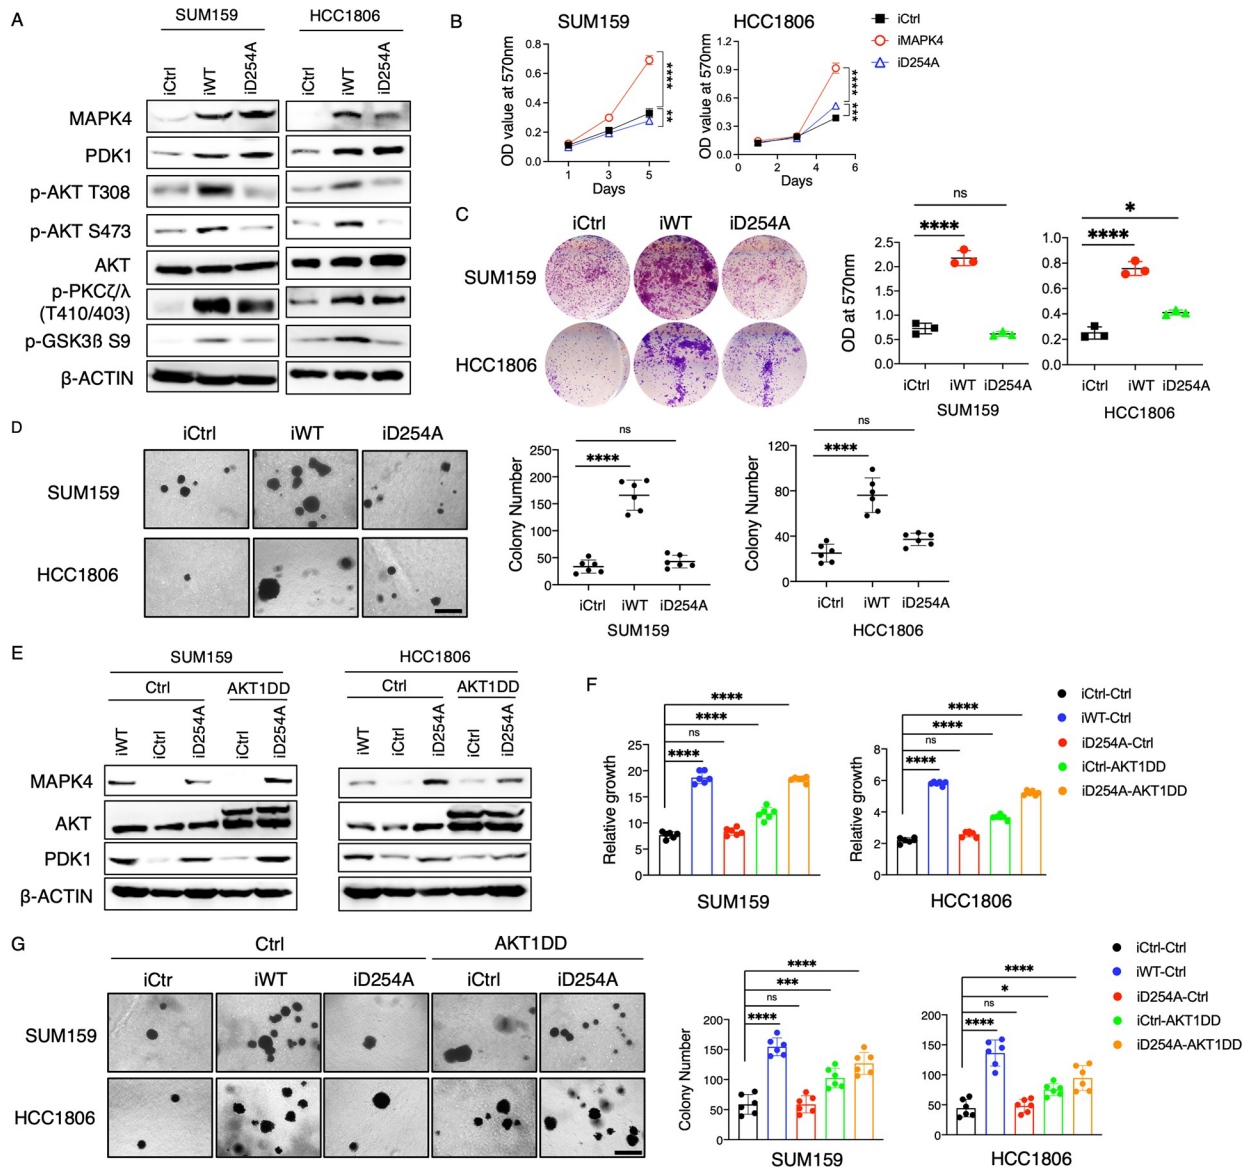 A
SUM159
HCC1806
iCtrl
iWT
iD254A
iCtrl
iWT
iD254A
MAPK4
PDK1
p-AKT T308
p-AKT S473
AKT
p-PKCζ/λ
(T410/403)
p-GSK3ß S9
β-ACTIN
B
SUM159
HCC1806
iCtrl
iMAPK4
iD254A
OD value at 570nm
0.8
0.6
0.4
0.2
0.0
1
3
5
Days
****
**
OD value at 570nm
1.2
0.9
0.6
0.3
0.0
0
2
4
6
Days
****
***
C
iCtrl
iWT
iD254A
SUM159
HCC1806
ns
****
OD at 570nm
2.5
2.0
1.5
1.0
0.5
0.0
iCtrl
iWT
iD254A
SUM159
*
****
1.0
0.8
0.6
0.4
0.2
0.0
iCtrl
iWT
iD254A
HCC1806
D
iCtrl
iWT
iD254A
SUM159
HCC1806
ns
****
Colony Number
250
200
150
100
50
0
iCtrl
iWT
iD254A
SUM159
ns
****
Colony Number
120
80
40
0
iCtrl
iWT
iD254A
HCC1806
E
SUM159
HCC1806
Ctrl
AKT1DD
Ctrl
AKT1DD
iWT
iCtrl
iD254A
iCtrl
iD254A
iWT
iCtrl
iD254A
iCtrl
iD254A
MAPK4
AKT
PDK1
β-ACTIN
F
****
****
ns
****
Relative growth
25
20
15
10
5
0
SUM159
****
****
ns
****
Relative growth
8
6
4
2
0
HCC1806
iCtrl-Ctrl
iWT-Ctrl
iD254A-Ctrl
iCtrl-AKT1DD
iD254A-AKT1DD
G
Ctrl
AKT1DD
iCtr
iWT
iD254A
iCtrl
iD254A
SUM159
HCC1806
****
***
ns
****
Colony Number
200
150
100
50
0
SUM159
****
*
ns
****
200
150
100
50
0
HCC1806
iCtrl-Ctrl
iWT-Ctrl
iD254A-Ctrl
iCtrl-AKT1DD
iD254A-AKT1DD